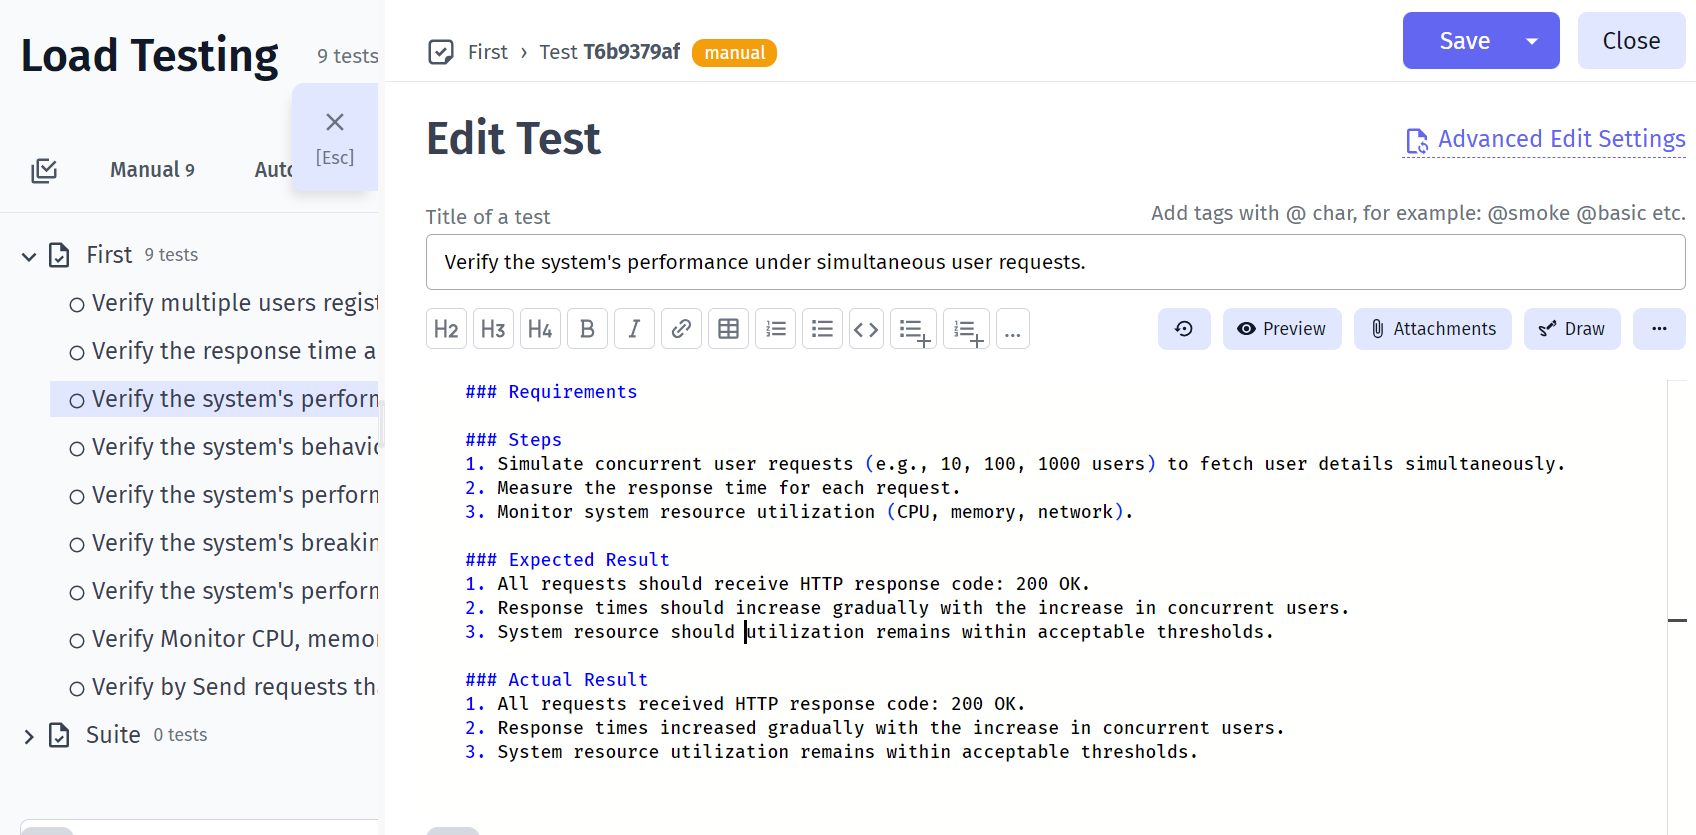 Load Testing
9 tests
[Esc]
Manual 9
First 9 tests
Verify multiple users
Verify the response time a
Verify the system's
Verify the system's
Verify the system's
Verify the system's
Verify the system's
Verify Monitor CPU,
Verify by Send requests
Suite 0 tests
First › Test T6b9379af manual
Save
Close
Edit Test
Advanced Edit Settings
Title of a test
Add tags with @ char, for example: @smoke @basic etc.
Verify the system's performance under simultaneous user requests.
H2 H3 H4 B I <> ...
Preview
Attachments
Draw
...
### Requirements
### Steps
1. Simulate concurrent user requests (e.g., 10, 100, 1000 users) to fetch user details simultaneously.
2. Measure the response time for each request.
3. Monitor system resource utilization (CPU, memory, network).
### Expected Result
1. All requests should receive HTTP response code: 200 OK.
2. Response times should increase gradually with the increase in concurrent users.
3. System resource should utilization remains within acceptable thresholds.
### Actual Result
1. All requests received HTTP response code: 200 OK.
2. Response times increased gradually with the increase in concurrent users.
3. System resource utilization remains within acceptable thresholds.